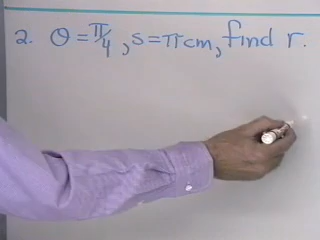 2. θ = π/4, s = π cm, find r.